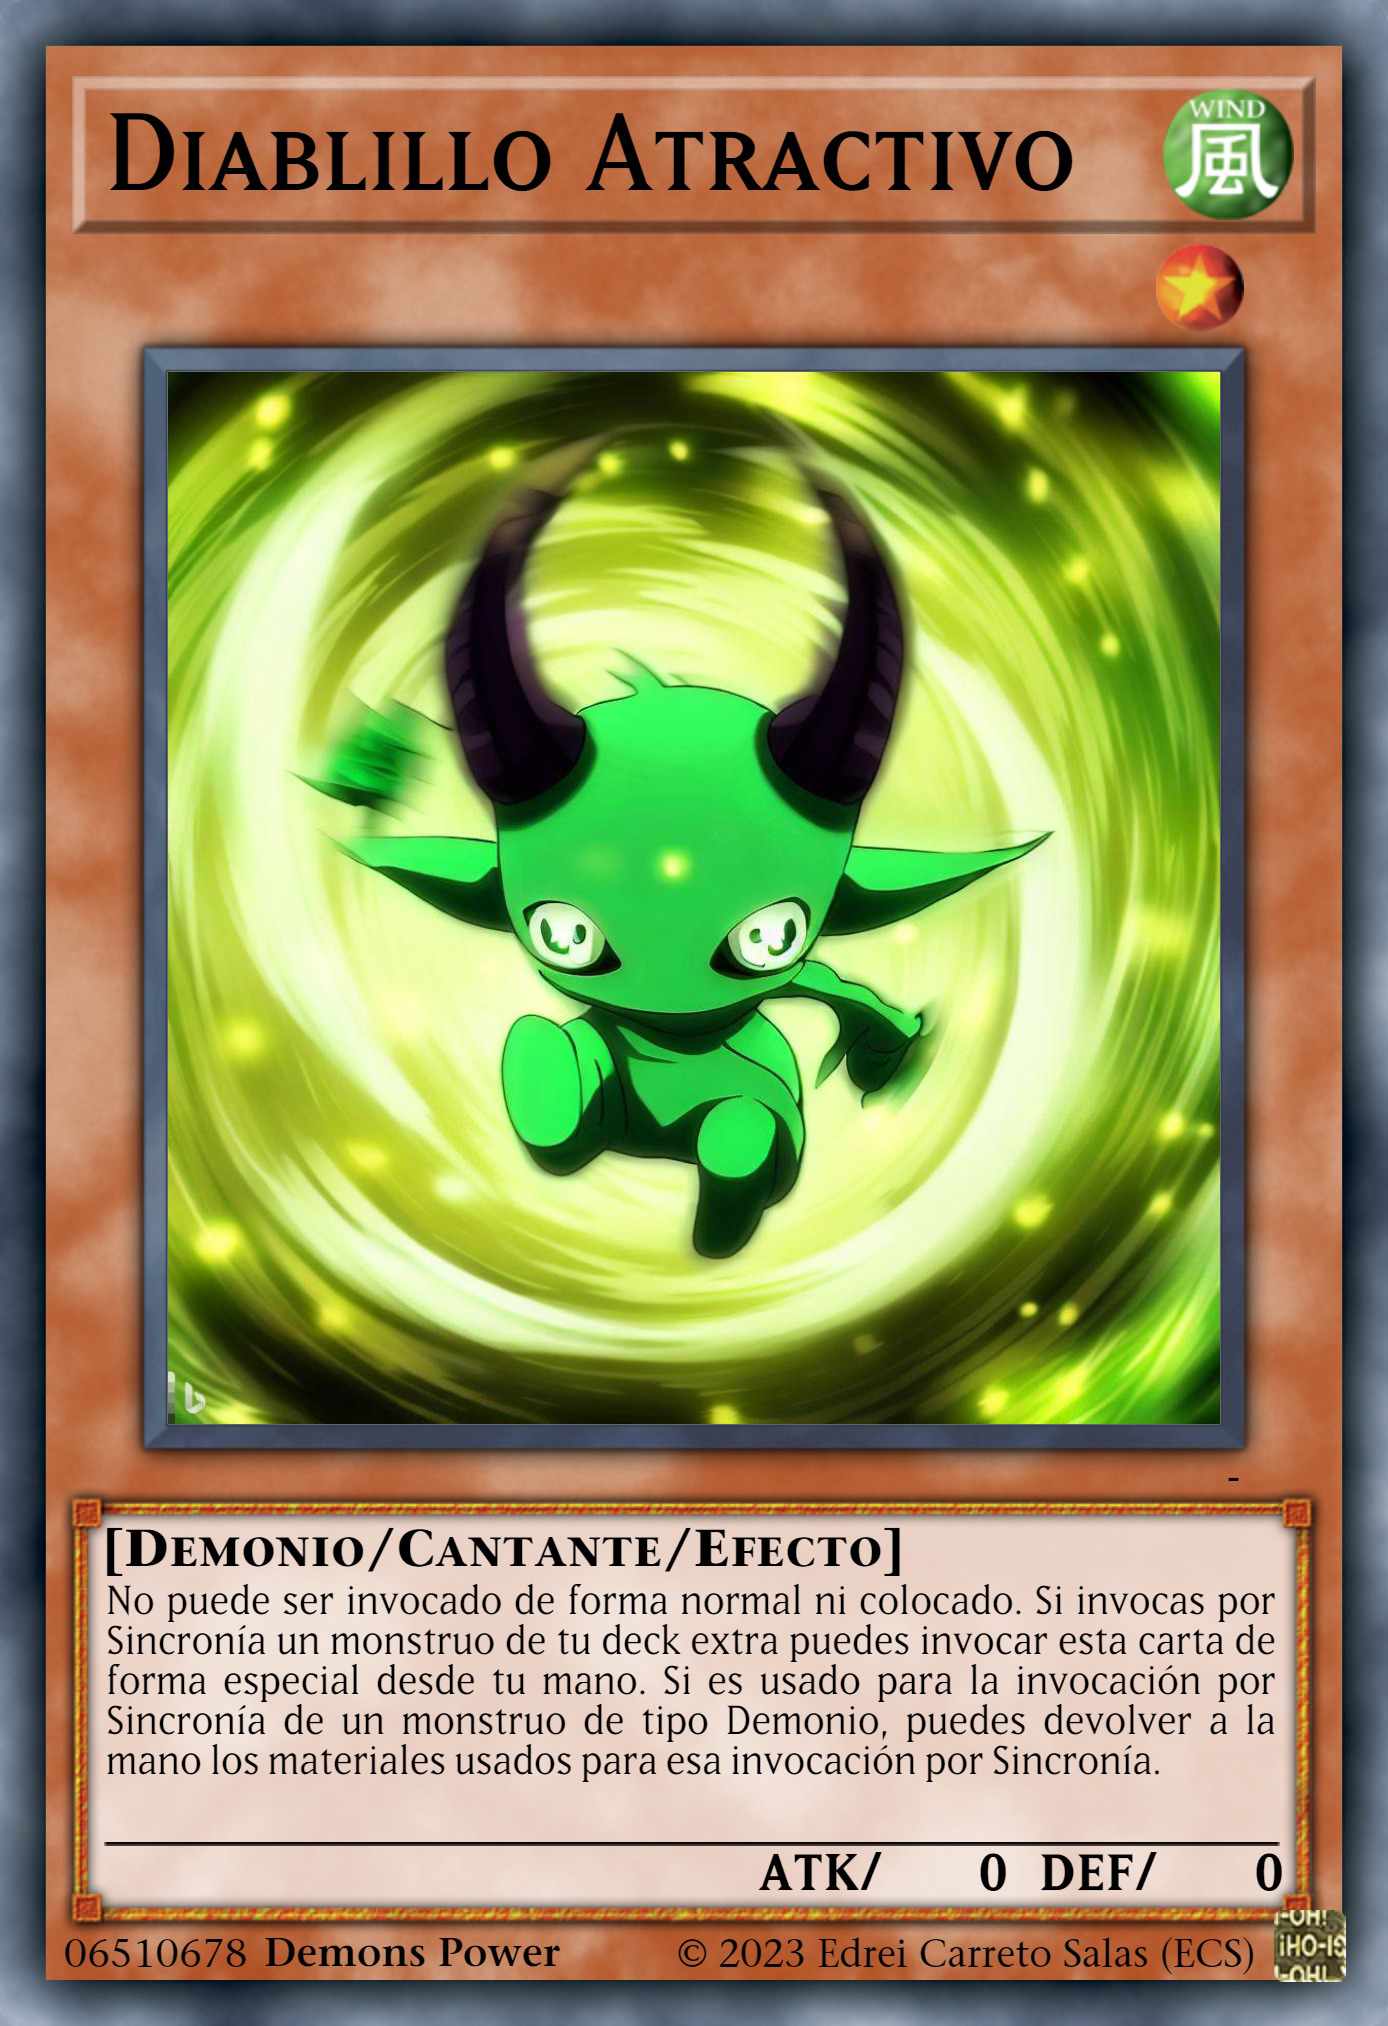 Diablillo Atractivo
WIND
風
-
[Demonio/Cantante/Efecto]
No puede ser invocado de forma normal ni colocado. Si invocas por
Sincronía un monstruo de tu deck extra puedes invocar esta carta de
forma especial desde tu mano. Si es usado para la invocación por
Sincronía de un monstruo de tipo Demonio, puedes devolver a la
mano los materiales usados para esa invocación por Sincronía.
ATK/ 0 DEF/ 0
06510678 Demons Power © 2023 Edrei Carreto Salas (ECS)